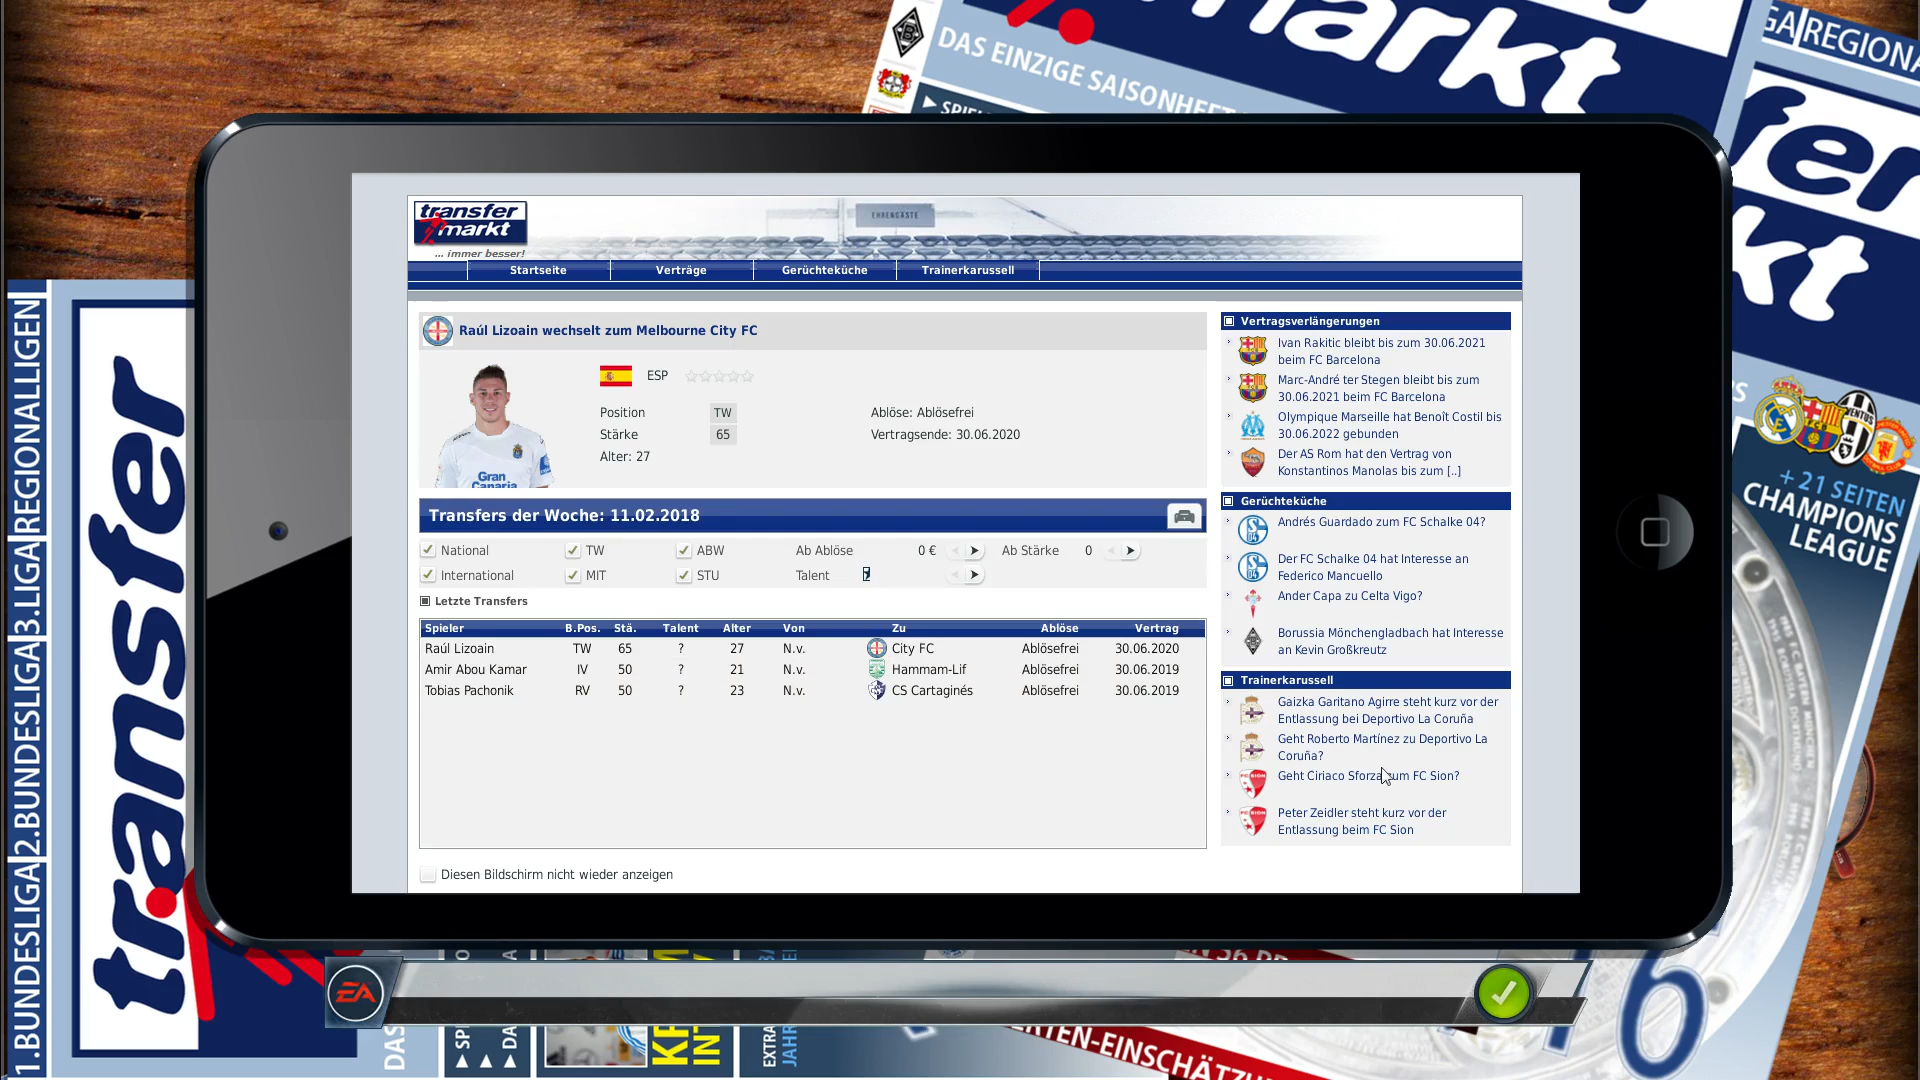 DAS EINZIGE SAISONHEFT
transfer
markt
... immer besser!
EHRENGÄSTE
Startseite
Verträge
Gerüchteküche
Trainerkarussell
Raúl Lizoain wechselt zum Melbourne City FC
ESP
Position TW
Stärke 65
Alter: 27
Ablöse: Ablösefrei
Vertragsende: 30.06.2020
Gran
Canaria
Transfers der Woche: 11.02.2018
National TW ABW Ab Ablöse 0 € Ab Stärke 0
International MIT STU Talent ?
Letzte Transfers
Spieler B.Pos. Stä. Talent Alter Von Zu Ablöse Vertrag
Raúl Lizoain TW 65 ? 27 N.v. City FC Ablösefrei 30.06.2020
Amir Abou Kamar IV 50 ? 21 N.v. Hammam-Lif Ablösefrei 30.06.2019
Tobias Pachonik RV 50 ? 23 N.v. CS Cartaginés Ablösefrei 30.06.2019
Diesen Bildschirm nicht wieder anzeigen
Vertragsverlängerungen
Ivan Rakitic bleibt bis zum 30.06.2021
beim FC Barcelona
Marc-André ter Stegen bleibt bis zum
30.06.2021 beim FC Barcelona
Olympique Marseille hat Benoît Costil bis
30.06.2022 gebunden
Der AS Rom hat den Vertrag von
Konstantinos Manolas bis zum [..]
Gerüchteküche
Andrés Guardado zum FC Schalke 04?
Der FC Schalke 04 hat Interesse an
Federico Mancuello
Ander Capa zu Celta Vigo?
Borussia Mönchengladbach hat Interesse
an Kevin Großkreutz
Trainerkarussell
Gaizka Garitano Agirre steht kurz vor der
Entlassung bei Deportivo La Coruña
Geht Roberto Martínez zu Deportivo La
Coruña?
Geht Ciriaco Sforza zum FC Sion?
Peter Zeidler steht kurz vor der
Entlassung beim FC Sion
1.BUNDESLIGA|2.BUNDESLIGA|3.LIGA|REGIONALLIGEN
transfer
+ 21 SEITEN
CHAMPIONS
LEAGUE
EA
DAS
EXTRA